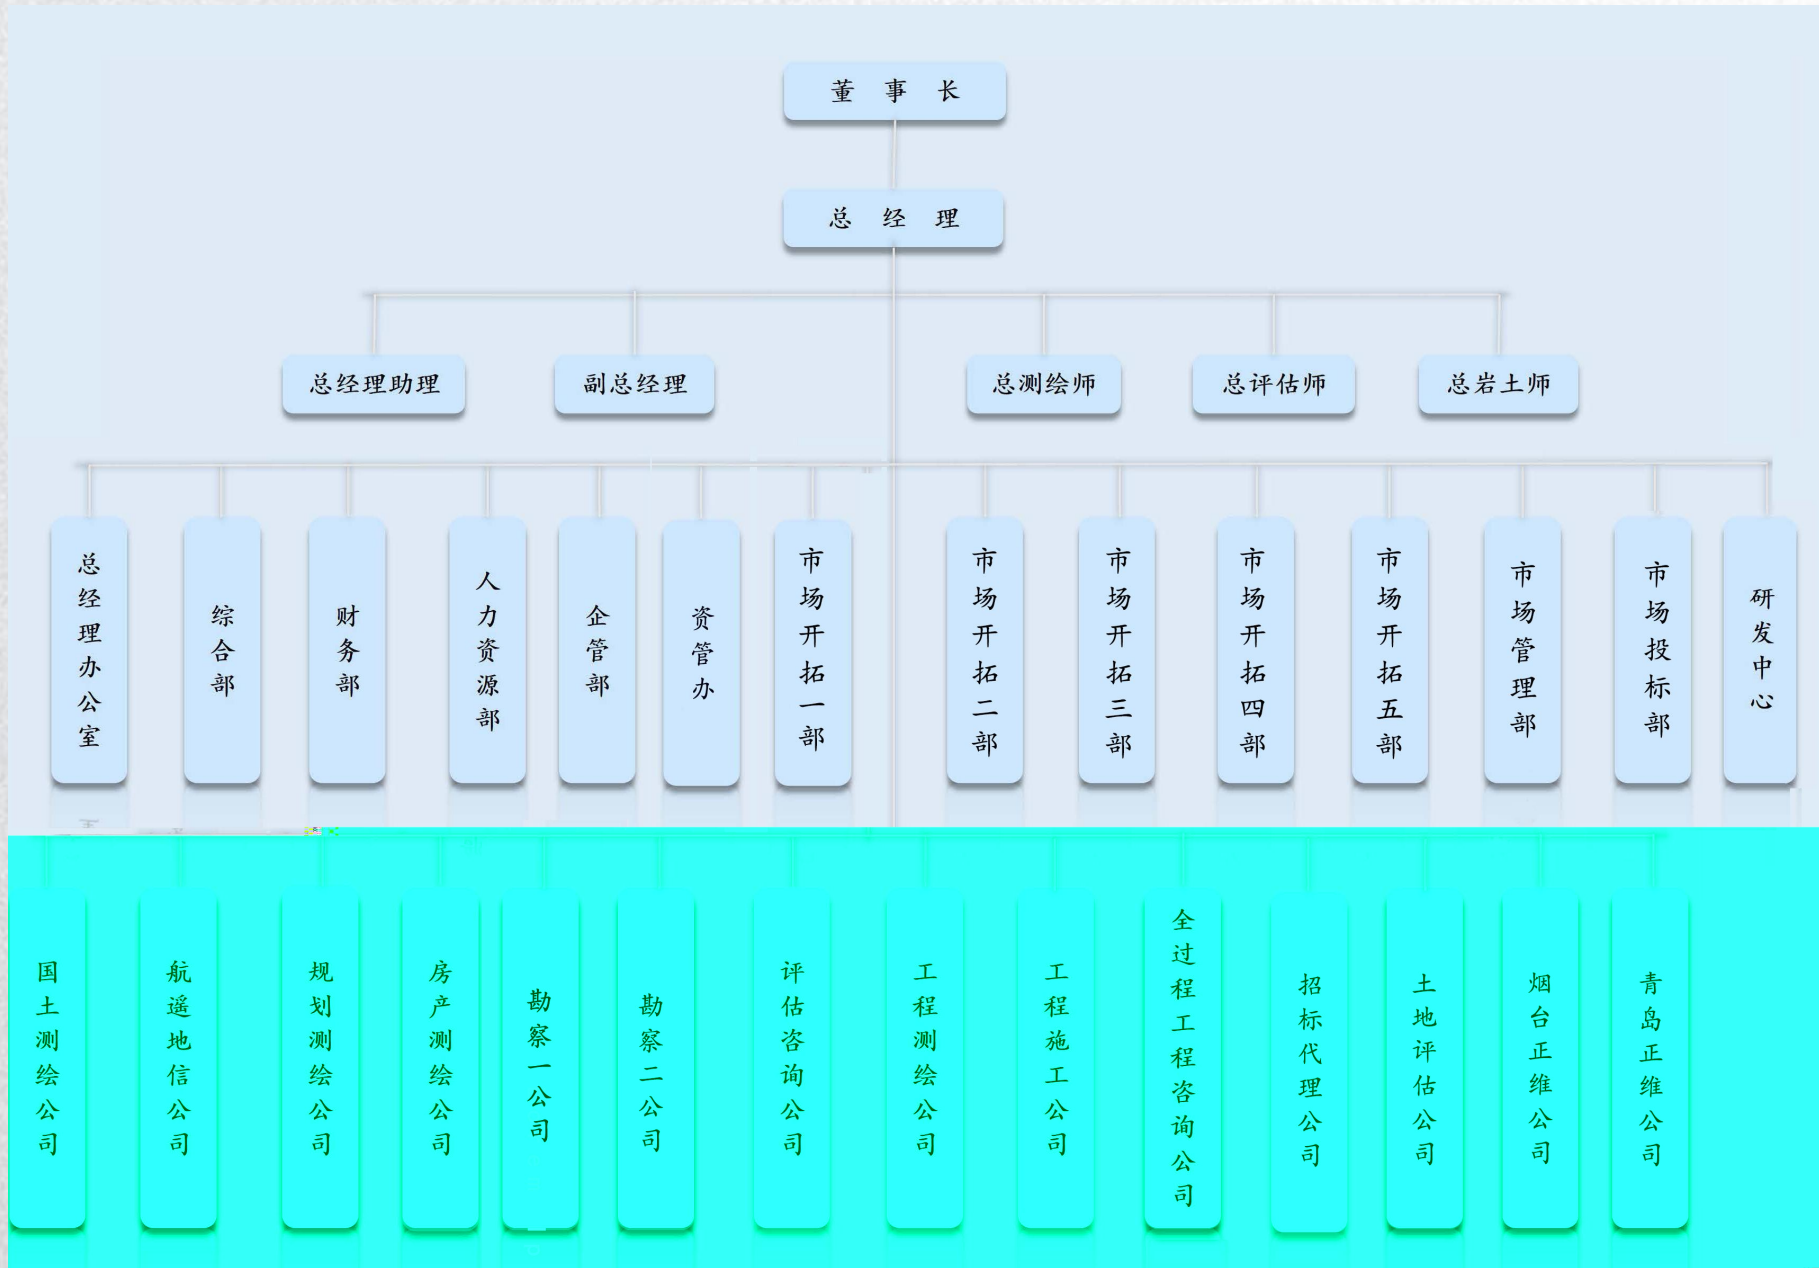 董事长
总经理
总经理助理
副总经理
总测绘师
总评估师
总岩土师
总经理办公室
综合部
财务部
人力资源部
企管部
资管办
市场开拓一部
市场开拓二部
市场开拓三部
市场开拓四部
市场开拓五部
市场管理部
市场投标部
研发中心
国土测绘公司
航遥地信公司
规划测绘公司
房产测绘公司
勘察一公司
勘察二公司
评估咨询公司
工程测绘公司
工程施工公司
全过程工程咨询公司
招标代理公司
土地评估公司
烟台正维公司
青岛正维公司